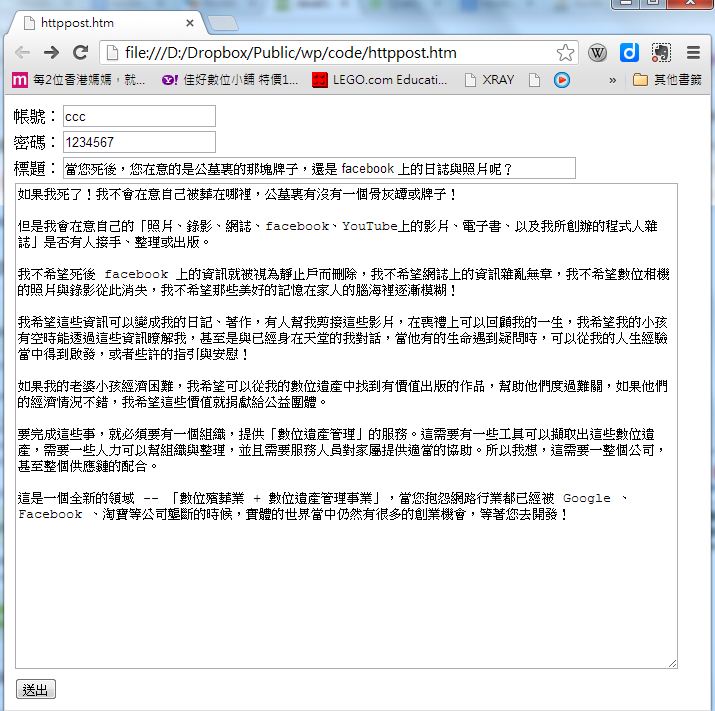 httppost.htm
file:///D:/Dropbox/Public/wp/code/httppost.htm
每2位香港媽媽，就... 佳好數位小舖 特價1... LEGO.com Educati... XRAY » 其他書籤
帳號： ccc
密碼： 1234567
標題： 當您死後，您在意的是公墓裏的那塊牌子，還是 facebook 上的日誌與照片呢？
如果我死了！我不會在意自己被葬在哪裡，公墓裏有沒有一個骨灰罈或牌子！
但是我會在意自己的「照片、錄影、網誌、facebook、YouTube上的影片、電子書、以及我所創辦的程式人雜
誌」是否有人接手、整理或出版。
我不希望死後 facebook 上的資訊就被視為靜止戶而刪除，我不希望網誌上的資訊雜亂無章，我不希望數位相機
的照片與錄影從此消失，我不希望那些美好的記憶在家人的腦海裡逐漸模糊！
我希望這些資訊可以變成我的日記、著作，有人幫我剪接這些影片，在喪禮上可以回顧我的一生，我希望我的小孩
有空時能透過這些資訊瞭解我，甚至是與已經身在天堂的我對話，當他有的生命遇到疑問時，可以從我的人生經驗
當中得到啟發，或者些許的指引與安慰！
如果我的老婆小孩經濟困難，我希望可以從我的數位遺產中找到有價值出版的作品，幫助他們度過難關，如果他們
的經濟情況不錯，我希望這些價值就捐獻給公益團體。
要完成這些事，就必須要有一個組織，提供「數位遺產管理」的服務。這需要有一些工具可以擷取出這些數位遺
產，需要一些人力可以幫組織與整理，並且需要服務人員對家屬提供適當的協助。所以我想，這需要一整個公司，
甚至整個供應鏈的配合。
這是一個全新的領域 -- 「數位殯葬業 + 數位遺產管理事業」，當您抱怨網路行業都已經被 Google 、
Facebook 、淘寶等公司壟斷的時候，實體的世界當中仍然有很多的創業機會，等著您去開發！
送出